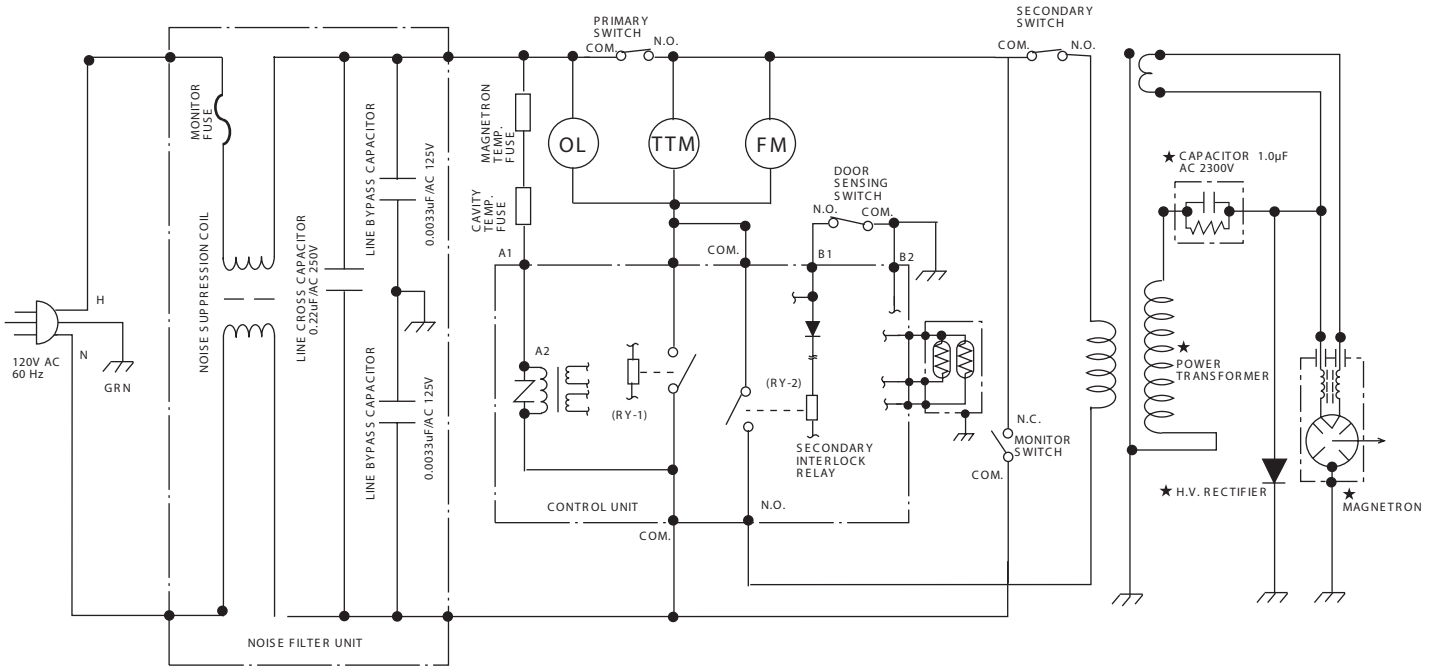 PRIMARY
SWITCH
COM.
N.O.
SECONDARY
SWITCH
COM.
N.O.
MONITOR
FUSE
LINE BYPASS CAPACITOR
0.0033uF/AC 125V
MAGNETRON
TEMP.
FUSE
OL
TTM
FM
★ CAPACITOR 1.0µF
AC 2300V
DOOR
SENSING
SWITCH
N.O.
COM.
CAVITY
TEMP.
FUSE
NOISE SUPPRESSION COIL
LINE CROSS CAPACITOR
0.22uF/AC 250V
A1
COM.
B1
B2
H
120V AC
60 Hz
N
GRN
A2
(RY-1)
(RY-2)
★
POWER
TRANSFORMER
LINE BYPASS CAPACITOR
0.0033uF/AC 125V
SECONDARY
INTERLOCK
RELAY
N.C.
MONITOR
SWITCH
COM.
★ H.V. RECTIFIER
★
MAGNETRON
CONTROL UNIT
N.O.
COM.
NOISE FILTER UNIT